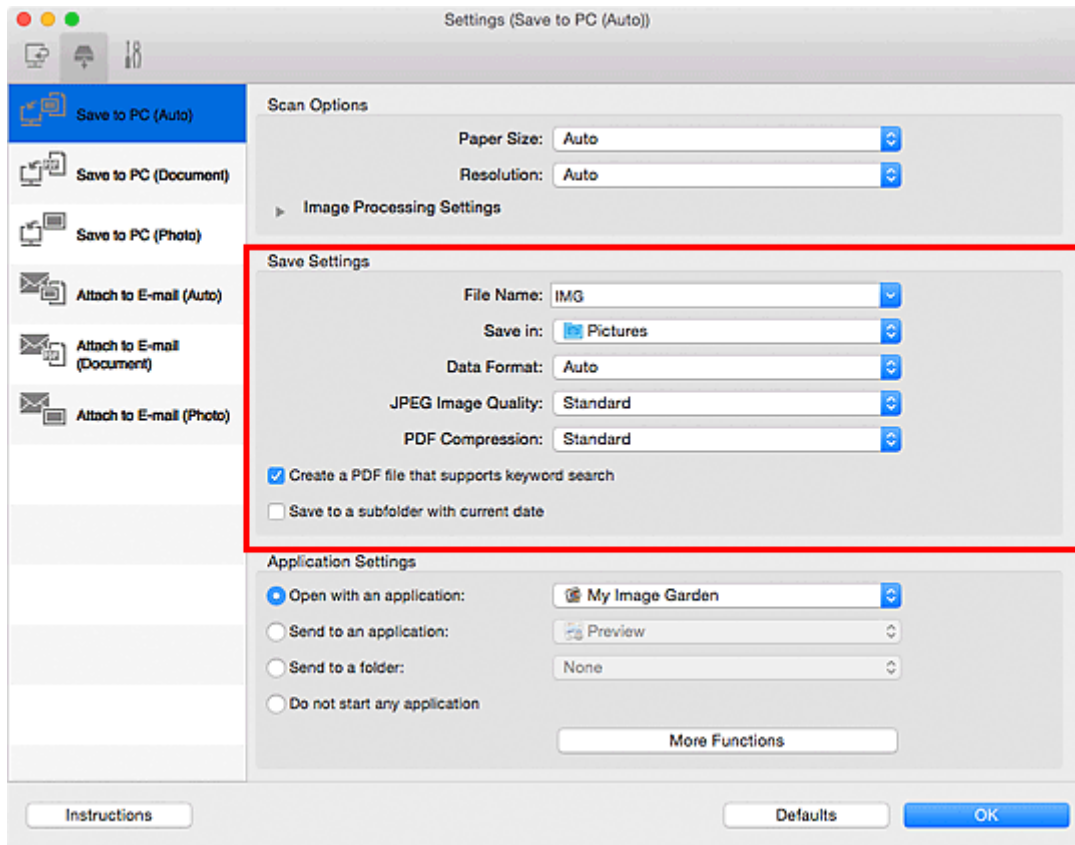 Settings (Save to PC (Auto))
Save to PC (Auto)
Save to PC (Document)
Save to PC (Photo)
Attach to E-mail (Auto)
Attach to E-mail
(Document)
Attach to E-mail (Photo)
Scan Options
Paper Size: Auto
Resolution: Auto
Image Processing Settings
Save Settings
File Name: IMG
Save in: Pictures
Data Format: Auto
JPEG Image Quality: Standard
PDF Compression: Standard
Create a PDF file that supports keyword search
Save to a subfolder with current date
Application Settings
Open with an application: My Image Garden
Send to an application: Preview
Send to a folder: None
Do not start any application
More Functions
Instructions Defaults OK